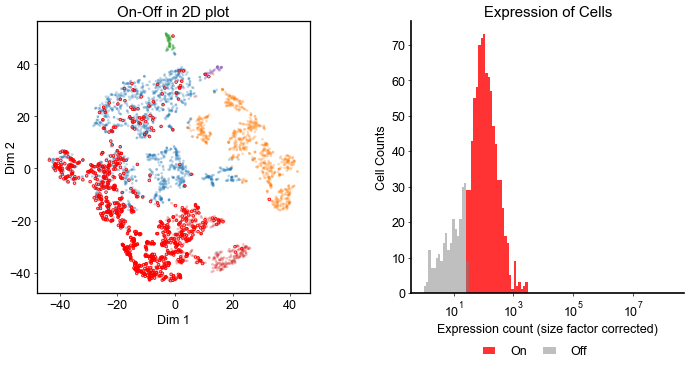 On-Off in 2D plot
Expression of Cells
Dim 2
40
20
0
−20
−40
−40 −20 0 20 40
Dim 1
Cell Counts
70
60
50
40
30
20
10
0
10^1 10^3 10^5 10^7
Expression count (size factor corrected)
On Off